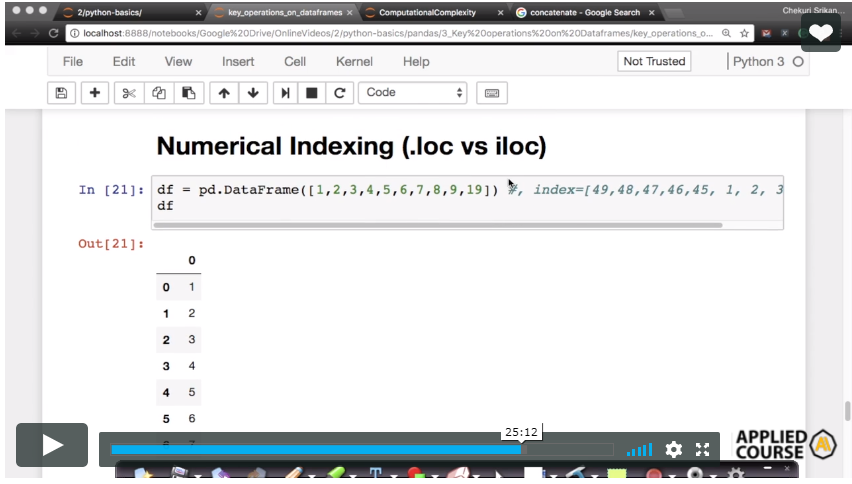 2/python-basics/ key_operations_on_dataframes ComputationalComplexity concatenate - Google Search Chekuri Srikan...
localhost:8888/notebooks/Google%20Drive/OnlineVideos/2/python-basics/pandas/3_Key%20operations%20on%20Dataframes/key_operations_o...
File Edit View Insert Cell Kernel Help Not Trusted Python 3
Code
Numerical Indexing (.loc vs iloc)
In [21]: df = pd.DataFrame([1,2,3,4,5,6,7,8,9,19]) #, index=[49,48,47,46,45, 1, 2, 3
df
Out[21]:
0
0 1
1 2
2 3
3 4
4 5
5 6
6 7
25:12
APPLIED
COURSE